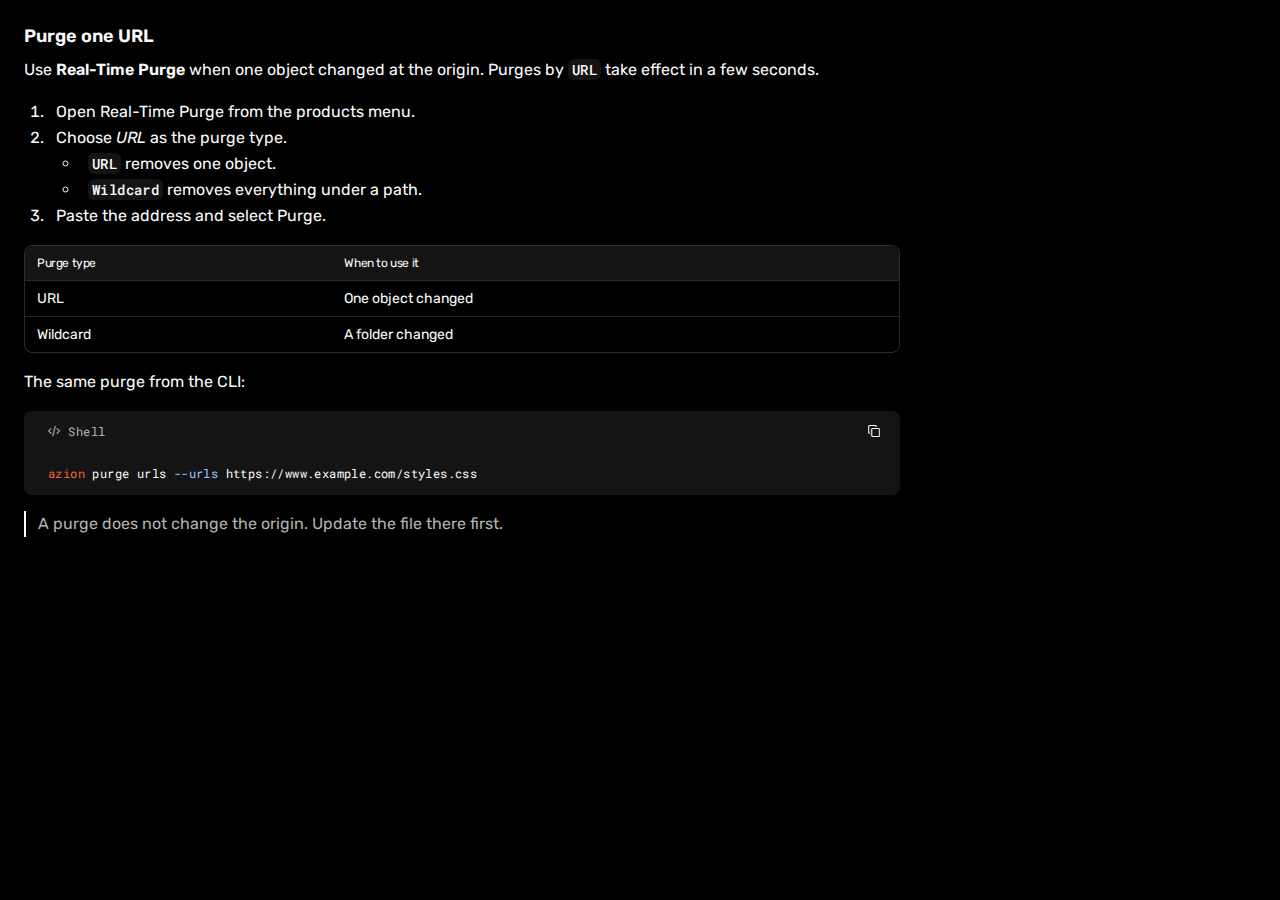 Purge one URL
Use Real-Time Purge when one object changed at the origin. Purges by URL take effect in a few seconds.
1. Open Real-Time Purge from the products menu.
2. Choose URL as the purge type.
URL removes one object.
Wildcard removes everything under a path.
3. Paste the address and select Purge.
Purge type When to use it
URL One object changed
Wildcard A folder changed
The same purge from the CLI:
Shell
azion purge urls --urls https://www.example.com/styles.css
A purge does not change the origin. Update the file there first.